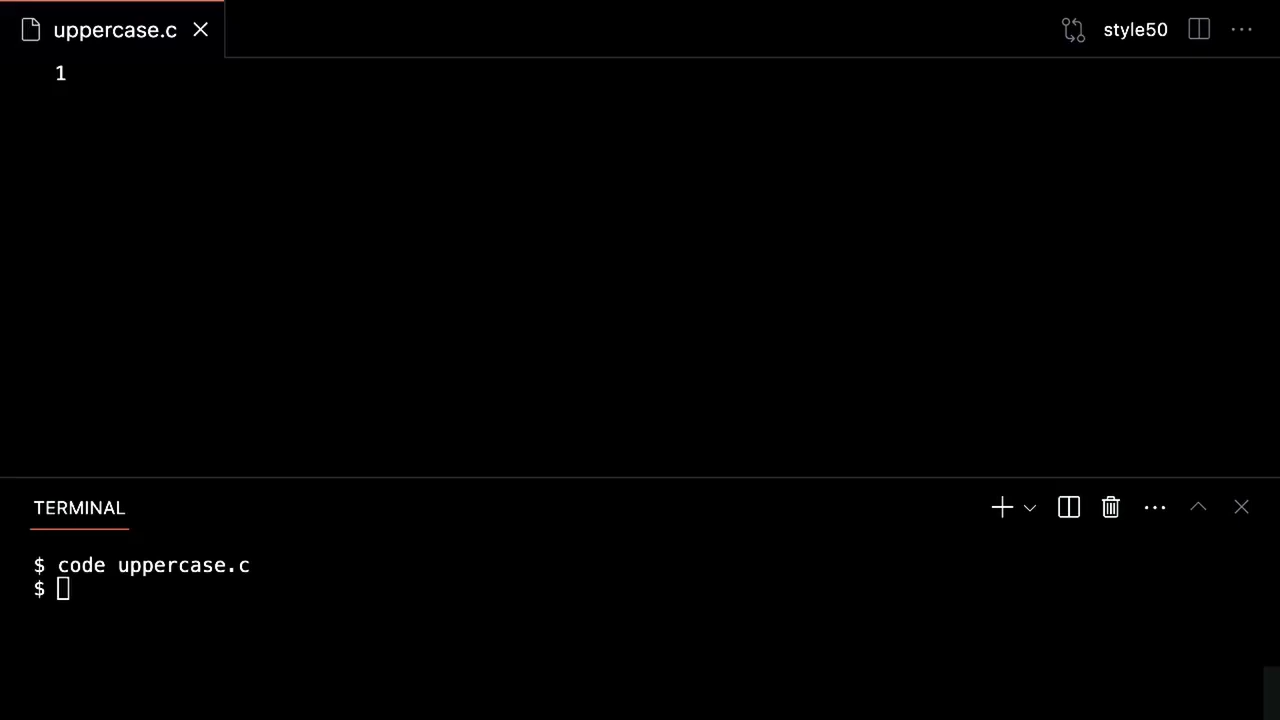 uppercase.c
style50
1
TERMINAL
$ code uppercase.c
$